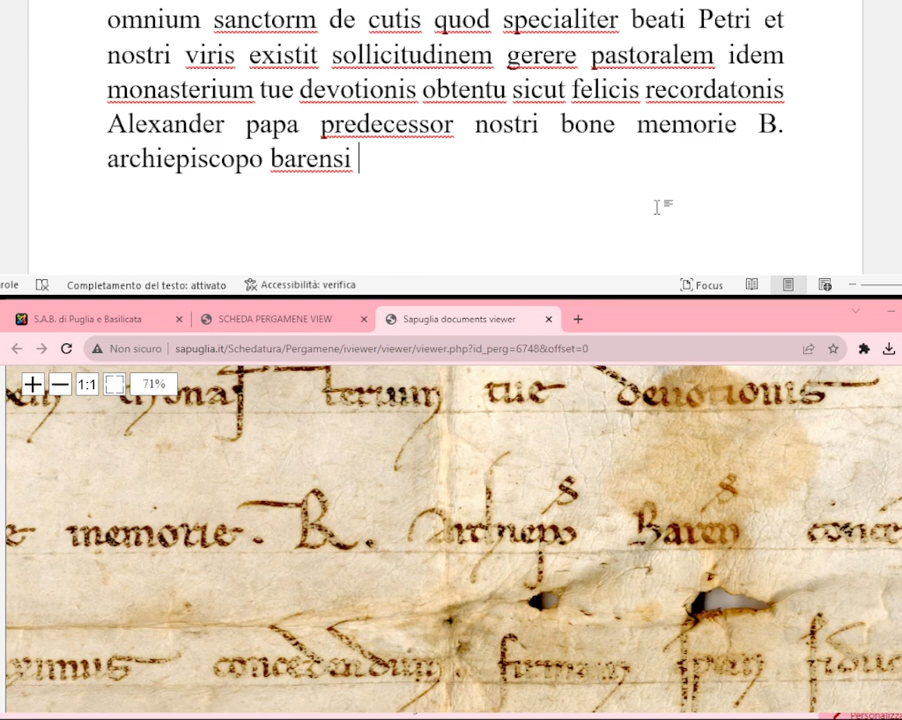 omnium sanctorm de cutis quod specialiter beati Petri et
nostri viris existit sollicitudinem gerere pastoralem idem
monasterium tue devotionis obtentu sicut felicis recordatonis
Alexander papa predecessor nostri bone memorie B.
archiepiscopo barensi
role Completamento del testo: attivato Accessibilità: verifica Focus
S.A.B. di Puglia e Basilicata SCHEDA PERGAMENE VIEW Sapuglia documents viewer
Non sicuro sapuglia.it/Schedatura/Pergamene/iviewer/viewer/viewer.php?id_perg=6748&offset=0
1:1 71%
tue devotionis
memorie. B. Baren
Personalizza